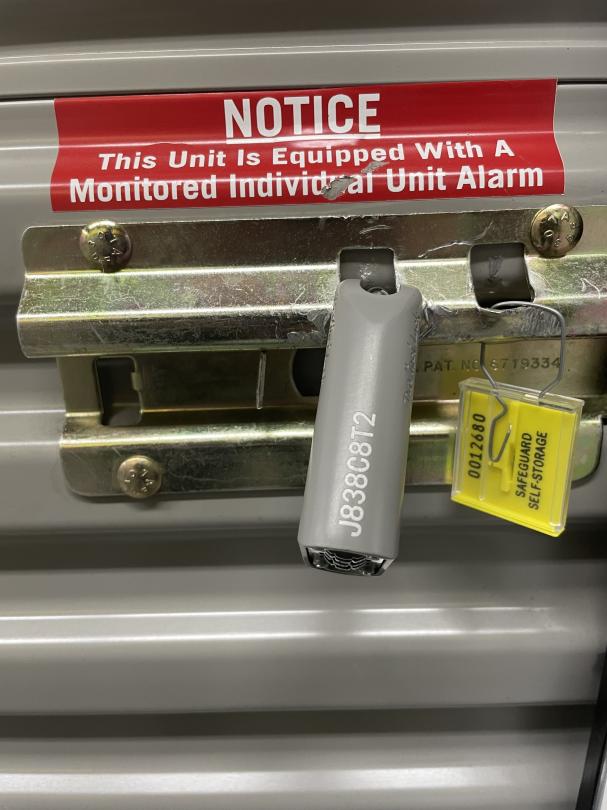 NOTICE
This Unit Is Equipped With A
Monitored Individual Unit Alarm
PAT. NO. 6719334
J838C8T2
0012680
SAFEGUARD
SELF-STORAGE